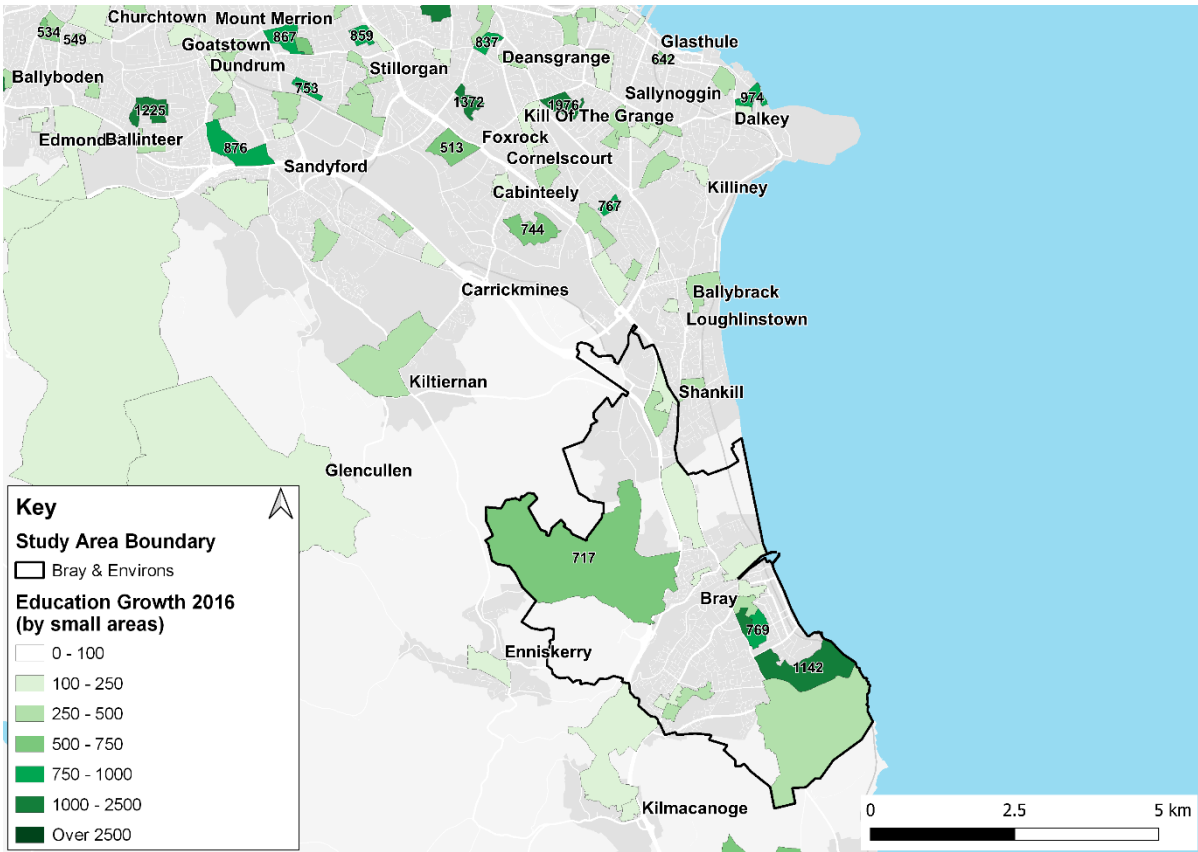 Churchtown
Mount Merrion
534
549
Goatstown
867
859
837
Glasthule
Dundrum
Stillorgan
Deansgrange
642
Ballyboden
753
Sallynoggin
974
1225
1372
1976
Kill Of The Grange
Dalkey
Edmond
Ballinteer
876
513
Foxrock
Sandyford
Cornelscourt
Cabinteely
767
Killiney
744
Carrickmines
Ballybrack
Loughlinstown
Kiltiernan
Shankill
Glencullen
717
Bray
769
Enniskerry
1142
Kilmacanoge
Key
Study Area Boundary
Bray & Environs
Education Growth 2016
(by small areas)
0 - 100
100 - 250
250 - 500
500 - 750
750 - 1000
1000 - 2500
Over 2500
0 2.5 5 km